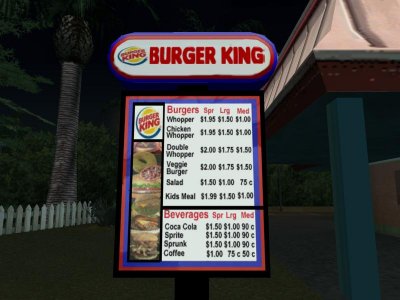 BURGER KING
BURGER KING
BURGER KING
Burgers Spr Lrg Med
Whopper $1.95 $1.50 $1.00
Chicken
Whopper $1.95 $1.50 $1.00
Double
Whopper $2.00 $1.75 $1.50
Veggie
Burger $2.00 $1.75 $1.50
Salad $1.50 $1.00 75 c
Kids Meal $1.99 $1.50 $1.00
Beverages Spr Lrg Med
Coca Cola $1.50 $1.00 90 c
Sprite $1.50 $1.00 90 c
Sprunk $1.50 $1.00 90 c
Coffee $1.00 75 c 50 c